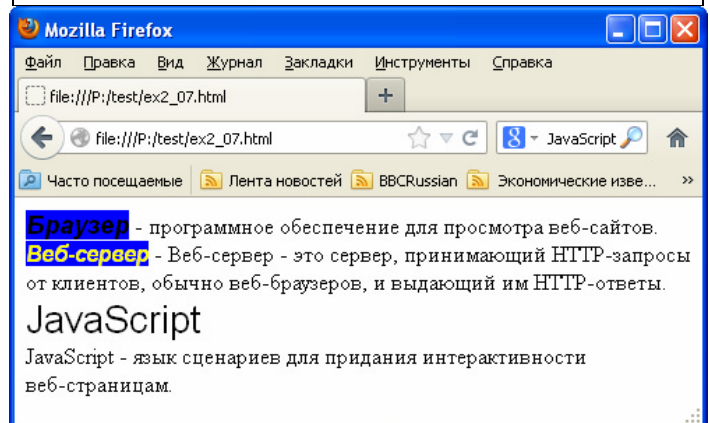 Mozilla Firefox
Файл Правка Вид Журнал Закладки Инструменты Справка
file:///P:/test/ex2_07.html
file:///P:/test/ex2_07.html JavaScript
Часто посещаемые Лента новостей BBCRussian Экономические изве... »
Браузер - программное обеспечение для просмотра веб-сайтов.
Веб-сервер - Веб-сервер - это сервер, принимающий HTTP-запросы
от клиентов, обычно веб-браузеров, и выдающий им HTTP-ответы.
JavaScript
JavaScript - язык сценариев для придания интерактивности
веб-страницам.